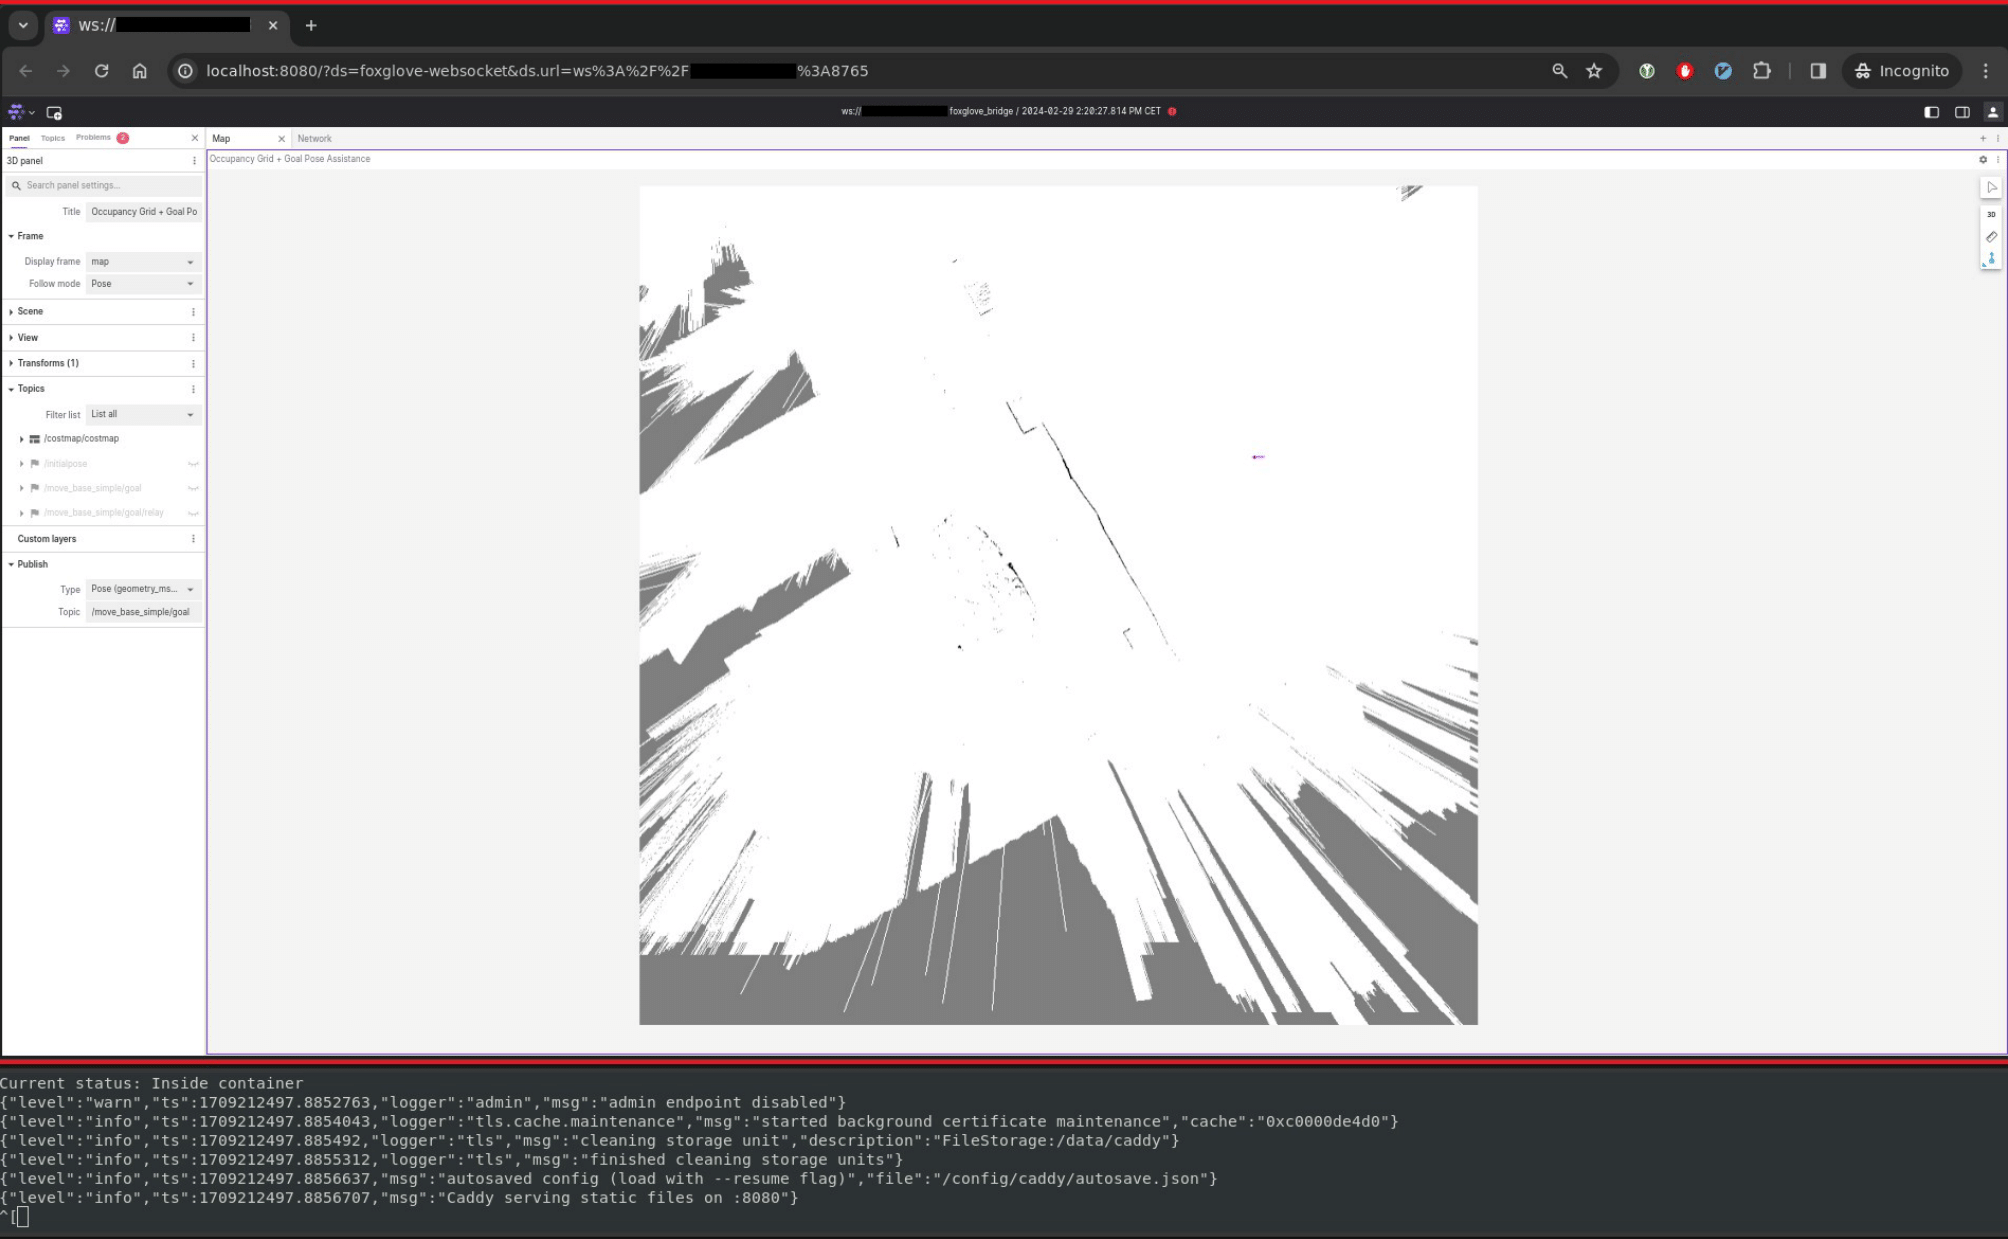 ws://
localhost:8080/?ds=foxglove-websocket&ds.url=ws%3A%2F%2F %3A8765
Incognito
ws:// foxglove_bridge / 2024-02-29 2:20:27.814 PM CET
Panel Topics Problems 2
Map Network
3D panel
Occupancy Grid + Goal Pose Assistance
Search panel settings...
Title Occupancy Grid + Goal Po
3D
Frame
Display frame map
Follow mode Pose
Scene
View
Transforms (1)
Topics
Filter list List all
/costmap/costmap
/initialpose
/move_base_simple/goal
/move_base_simple/goal/relay
Custom layers
Publish
Type Pose (geometry_ms...
Topic /move_base_simple/goal
Current status: Inside container
{"level":"warn","ts":1709212497.8852763,"logger":"admin","msg":"admin endpoint disabled"}
{"level":"info","ts":1709212497.8854043,"logger":"tls.cache.maintenance","msg":"started background certificate maintenance","cache":"0xc0000de4d0"}
{"level":"info","ts":1709212497.885492,"logger":"tls","msg":"cleaning storage unit","description":"FileStorage:/data/caddy"}
{"level":"info","ts":1709212497.8855312,"logger":"tls","msg":"finished cleaning storage units"}
{"level":"info","ts":1709212497.8856637,"msg":"autosaved config (load with --resume flag)","file":"/config/caddy/autosave.json"}
{"level":"info","ts":1709212497.8856707,"msg":"Caddy serving static files on :8080"}
^[